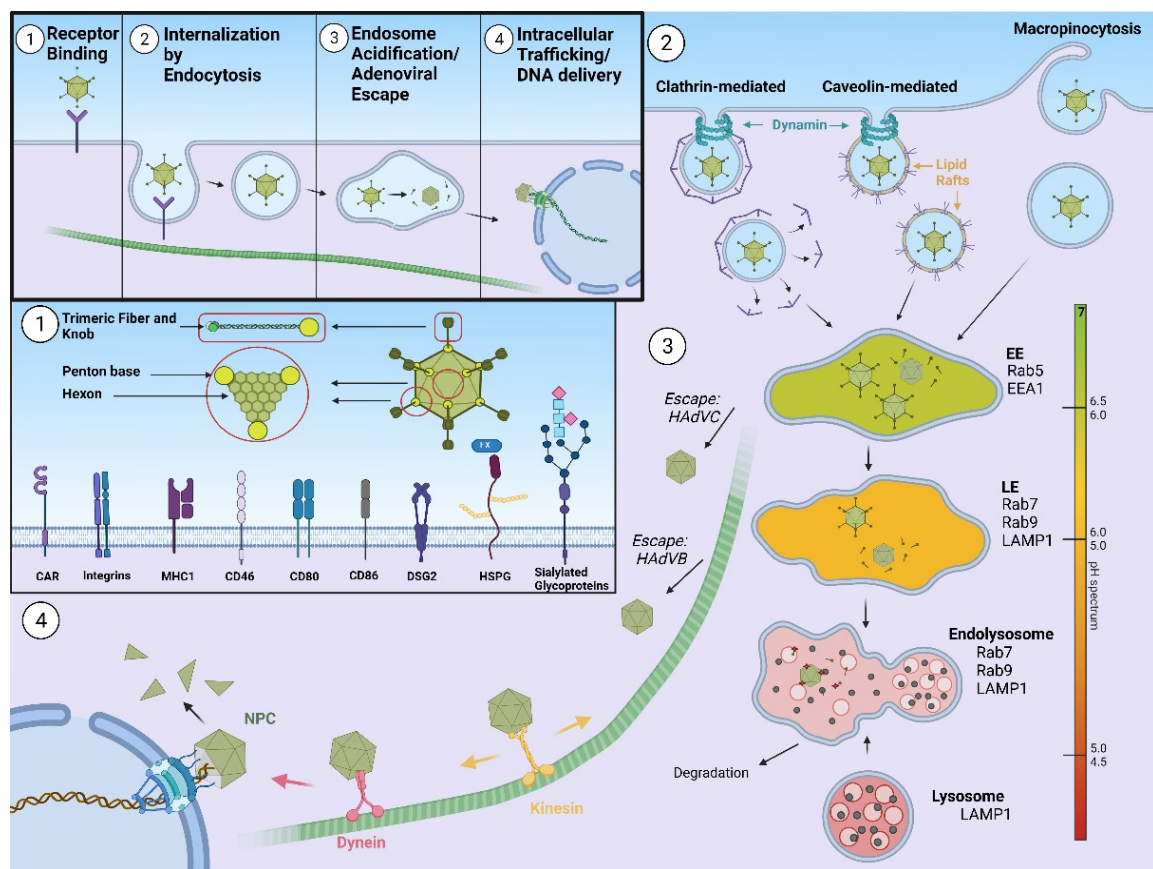 1
Receptor
Binding
2
Internalization
by
Endocytosis
3
Endosome
Acidification/
Adenoviral
Escape
4
Intracellular
Trafficking/
DNA delivery
2
Macropinocytosis
Clathrin-mediated
Caveolin-mediated
Dynamin
Lipid
Rafts
1
Trimeric Fiber and
Knob
Penton base
Hexon
FX
CAR
Integrins
MHC1
CD46
CD80
CD86
DSG2
HSPG
Sialylated
Glycoproteins
3
Escape:
HAdVC
Escape:
HAdVB
EE
Rab5
EEA1
LE
Rab7
Rab9
LAMP1
Endolysosome
Rab7
Rab9
LAMP1
Degradation
Lysosome
LAMP1
7
6.5
6.0
6.0
5.0
pH spectrum
5.0
4.5
4
NPC
Dynein
Kinesin